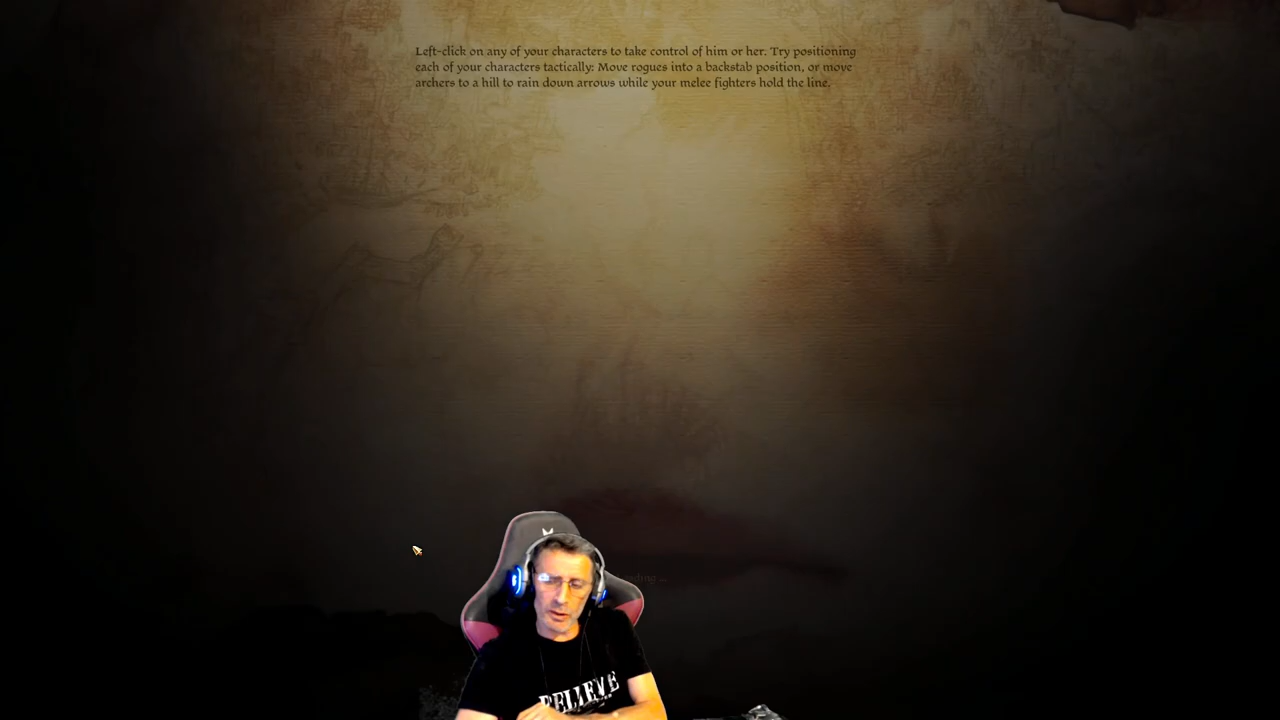 Left-click on any of your characters to take control of him or her. Try positioning
each of your characters tactically: Move rogues into a backstab position, or move
archers to a hill to rain down arrows while your melee fighters hold the line.
BELIEVE